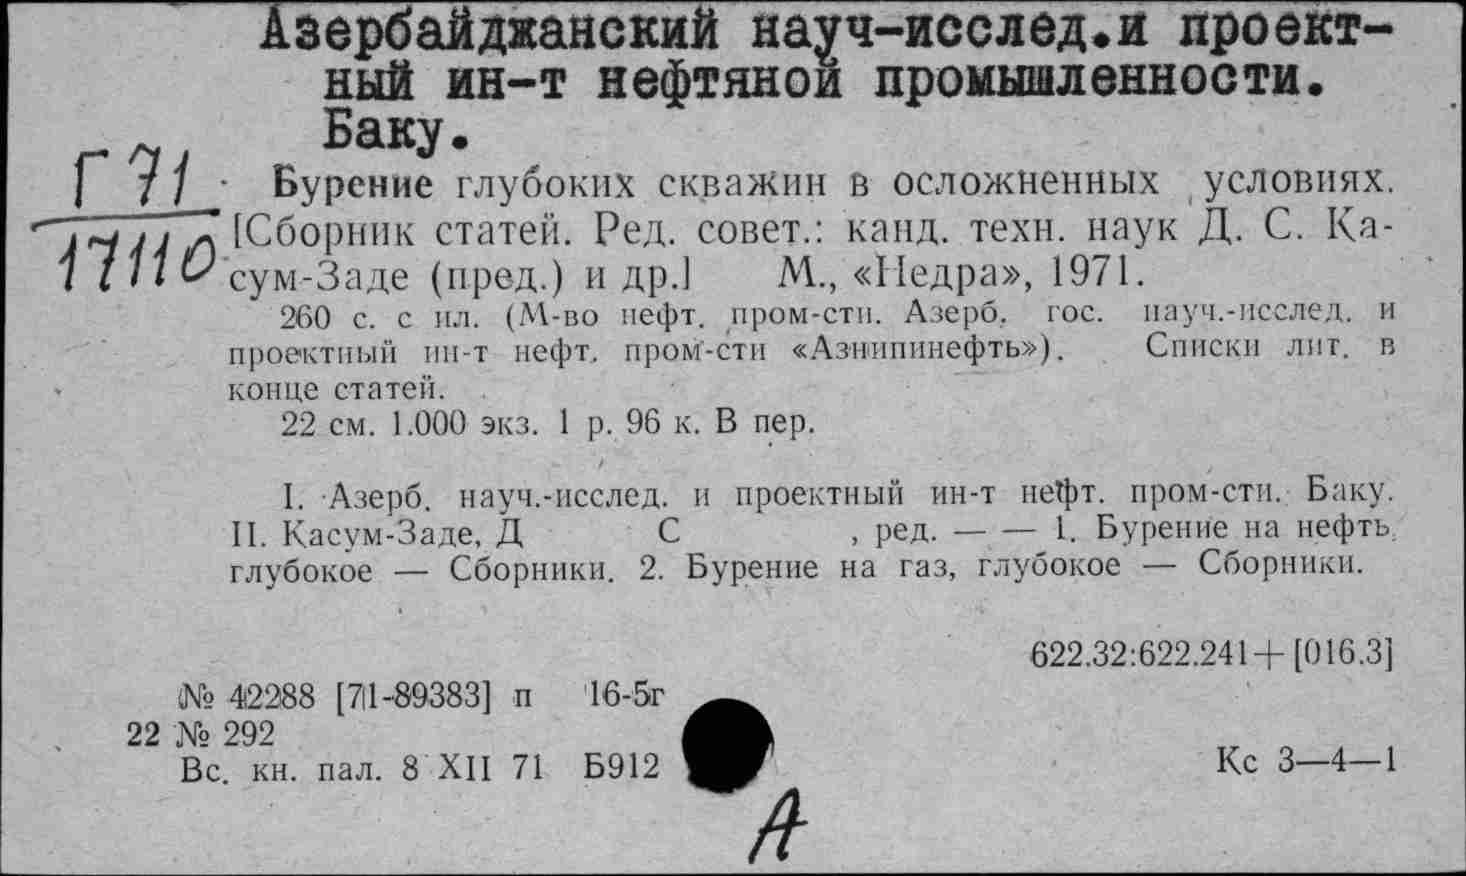 Азербайджанский науч-исслед.и проект-
ный ин-т нефтяной промышленности.
Баку.
Г 71
17110
Бурение глубоких скважин в осложненных условиях.
[Сборник статей. Ред. совет.: канд. техн. наук Д. С. Ка-
сум-Заде (пред.) и др.] М., «Недра», 1971.
260 с. с ил. (М-во нефт. пром-сти. Азерб. гос. науч.-исслед. и
проектный ин-т нефт. пром-сти «Азнипинефть»). Списки лит. в
конце статей.
22 см. 1.000 экз. 1 р. 96 к. В пер.
I. Азерб. науч.-исслед. и проектный ин-т нефт. пром-сти. Баку.
II. Касум-Заде, Д С , ред. — — 1. Бурение на нефть,
глубокое — Сборники. 2. Бурение на газ, глубокое — Сборники.
622.32:622.241+[016.3]
№ 42288 [71-89383] п 16-5г
22 № 292
Вс. кн. пал. 8 XII 71 Б912
Кс 3—4—1
А